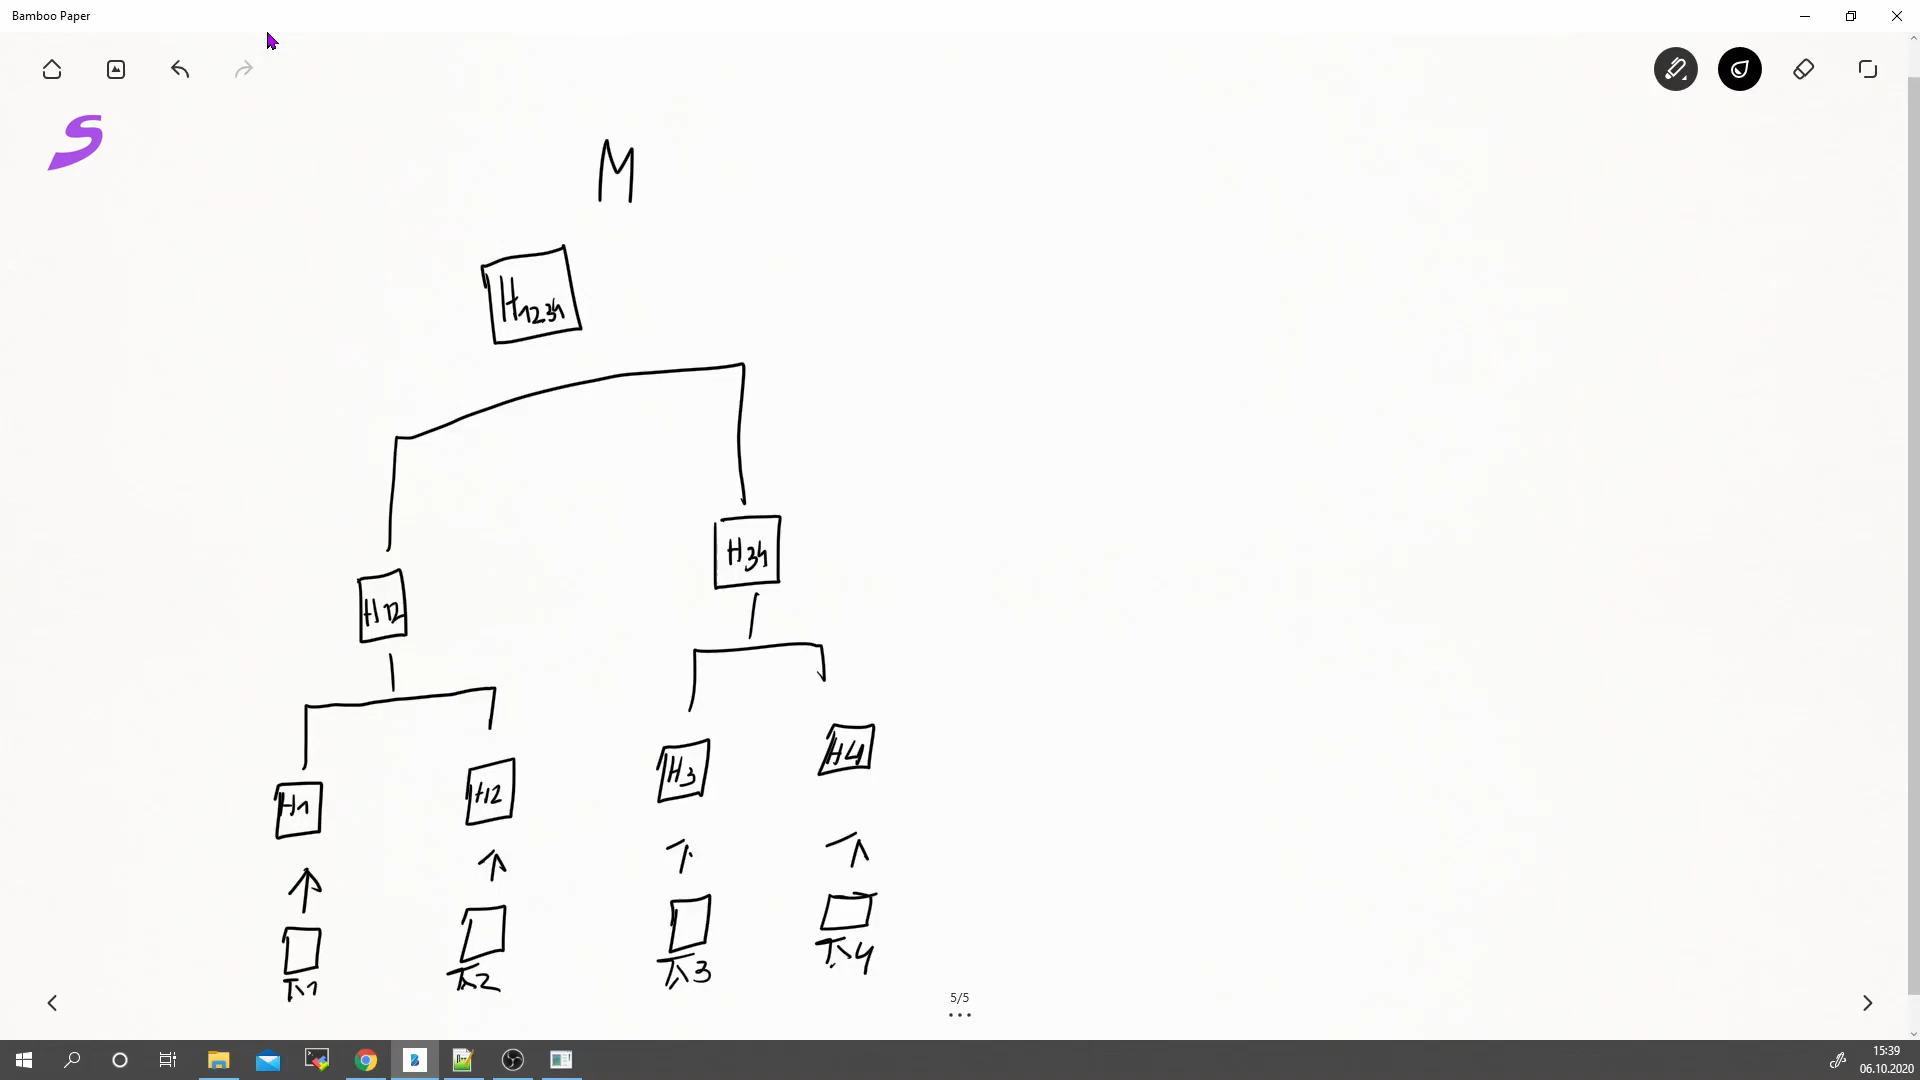 Bamboo Paper
M
H1234
H34
H12
H3
H4
H1
H12
Tx1
Tx2
Tx3
Tx4
5/5
15:39
06.10.2020